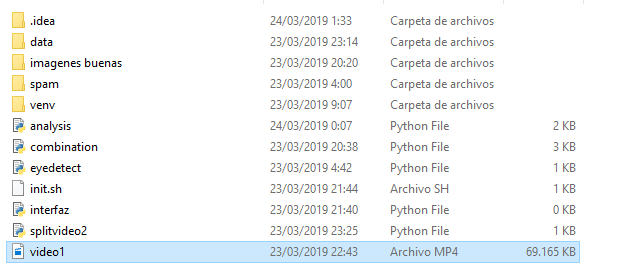 .idea 24/03/2019 1:33 Carpeta de archivos
data 23/03/2019 23:14 Carpeta de archivos
imagenes buenas 23/03/2019 20:20 Carpeta de archivos
spam 23/03/2019 4:00 Carpeta de archivos
venv 23/03/2019 9:07 Carpeta de archivos
analysis 24/03/2019 0:07 Python File 2 KB
combination 23/03/2019 20:38 Python File 3 KB
eyedetect 23/03/2019 4:42 Python File 1 KB
init.sh 23/03/2019 21:44 Archivo SH 1 KB
interfaz 23/03/2019 21:40 Python File 0 KB
splitvideo2 23/03/2019 23:25 Python File 1 KB
video1 23/03/2019 22:43 Archivo MP4 69.165 KB